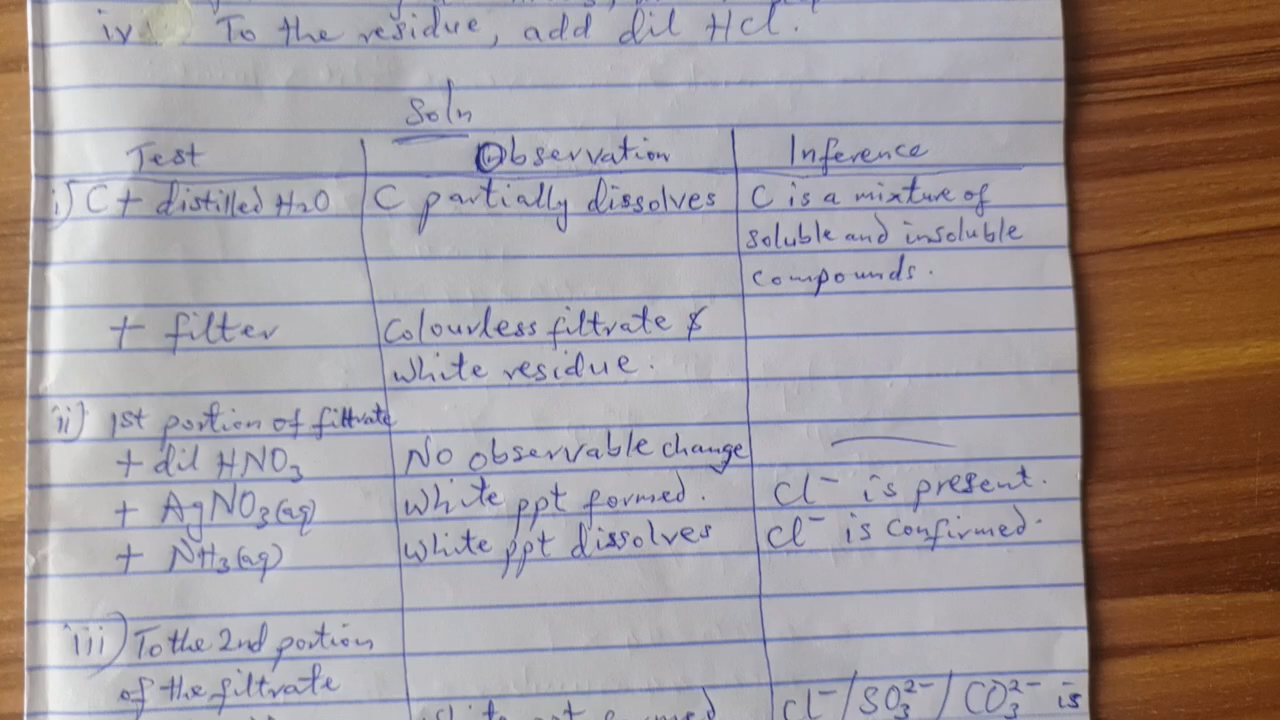 iv To the residue, add dil HCl.
Soln
Test Observation Inference
i) C + distilled H2O C partially dissolves C is a mixture of
soluble and insoluble
compounds.
+ filter Colourless filtrate &
white residue.
ii) 1st portion of filtrate
+ dil HNO3 No observable change —
+ AgNO3(aq) White ppt formed. Cl⁻ is present.
+ NH3(aq) White ppt dissolves Cl⁻ is confirmed.
iii) To the 2nd portion
of the filtrate Cl⁻/SO3²⁻/CO3²⁻ is